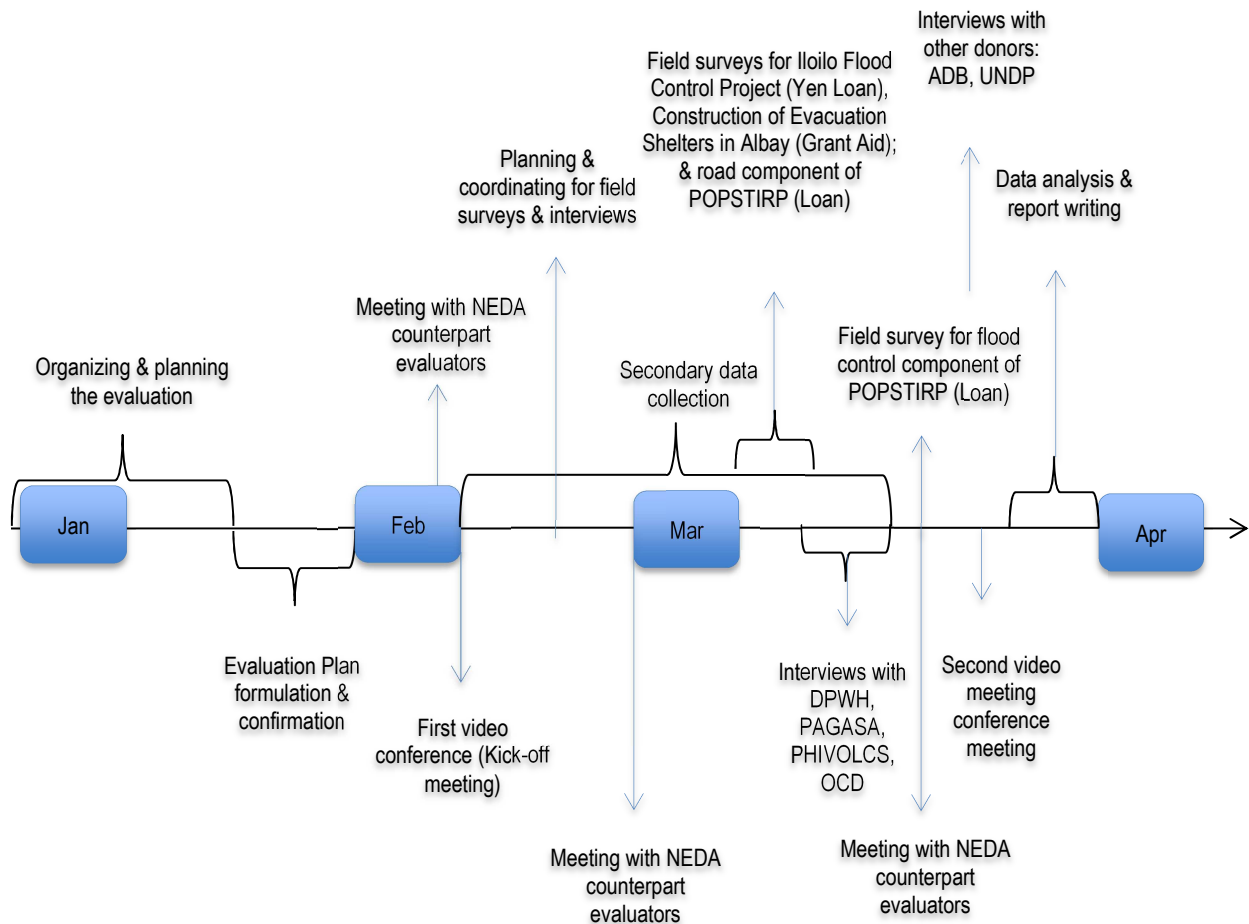 Interviews with
other donors:
ADB, UNDP
Field surveys for Iloilo Flood
Control Project (Yen Loan),
Construction of Evacuation
Shelters in Albay (Grant Aid);
& road component of
POPSTIRP (Loan)
Planning &
coordinating for field
surveys & interviews
Data analysis &
report writing
Meeting with NEDA
counterpart
evaluators
Organizing & planning
the evaluation
Secondary data
collection
Field survey for flood
control component of
POPSTIRP (Loan)
Jan
Feb
Mar
Apr
Evaluation Plan
formulation &
confirmation
First video
conference (Kick-off
meeting)
Interviews with
DPWH,
PAGASA,
PHIVOLCS,
OCD
Second video
meeting
conference
meeting
Meeting with NEDA
counterpart
evaluators
Meeting with NEDA
counterpart
evaluators